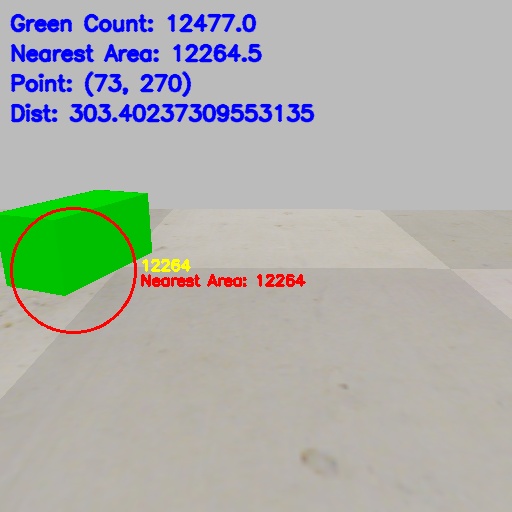 Green Count: 12477.0
Nearest Area: 12264.5
Point: (73, 270)
Dist: 303.40237309553135
12264
Nearest Area: 12264